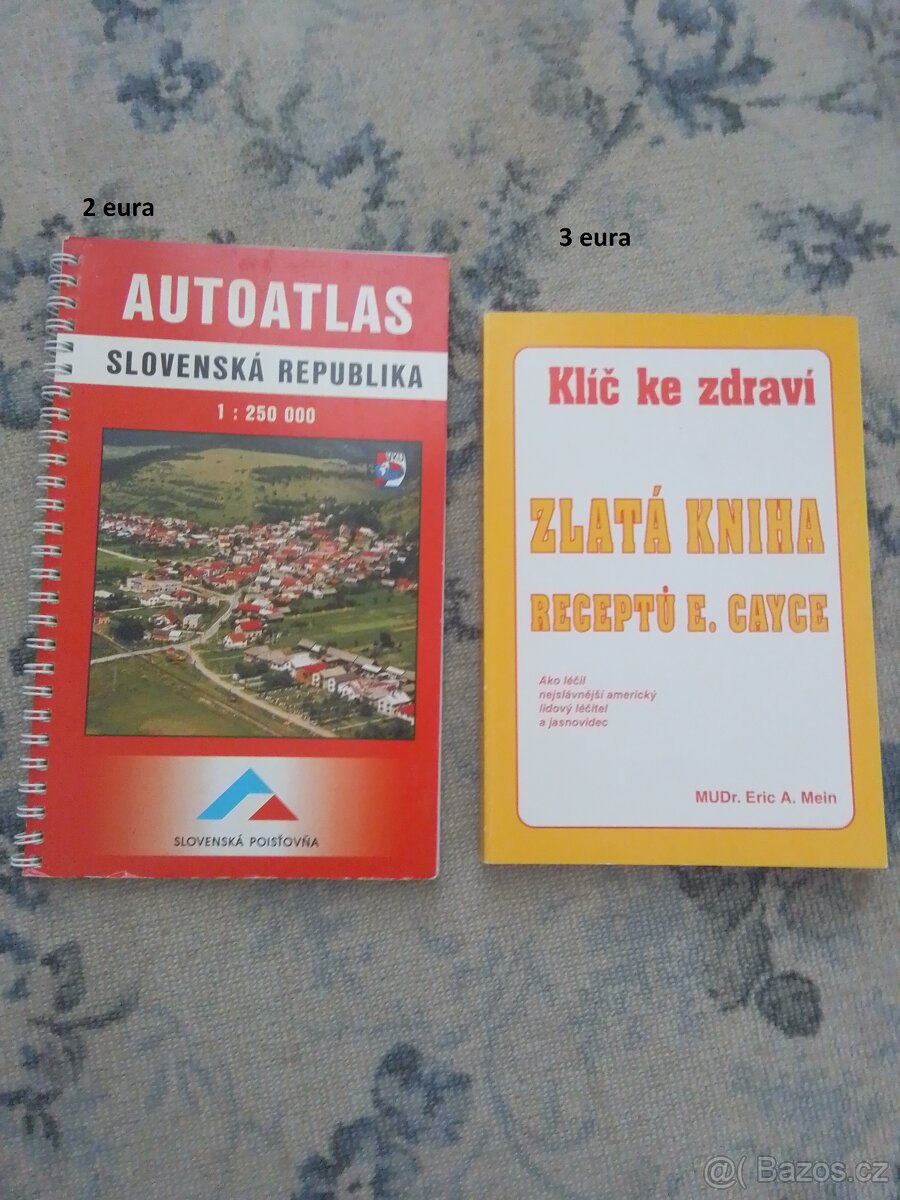 2 eura
AUTOATLAS
SLOVENSKÁ REPUBLIKA
1 : 250 000
SLOVENSKÁ POISŤOVŇA
3 eura
Klíč ke zdraví
ZLATÁ KNIHA
RECEPTŮ E. CAYCE
Ako léčil
nejslávnější americký
lidový léčitel
a jasnovidec
MUDr. Eric A. Mein
@( Bazos.cz